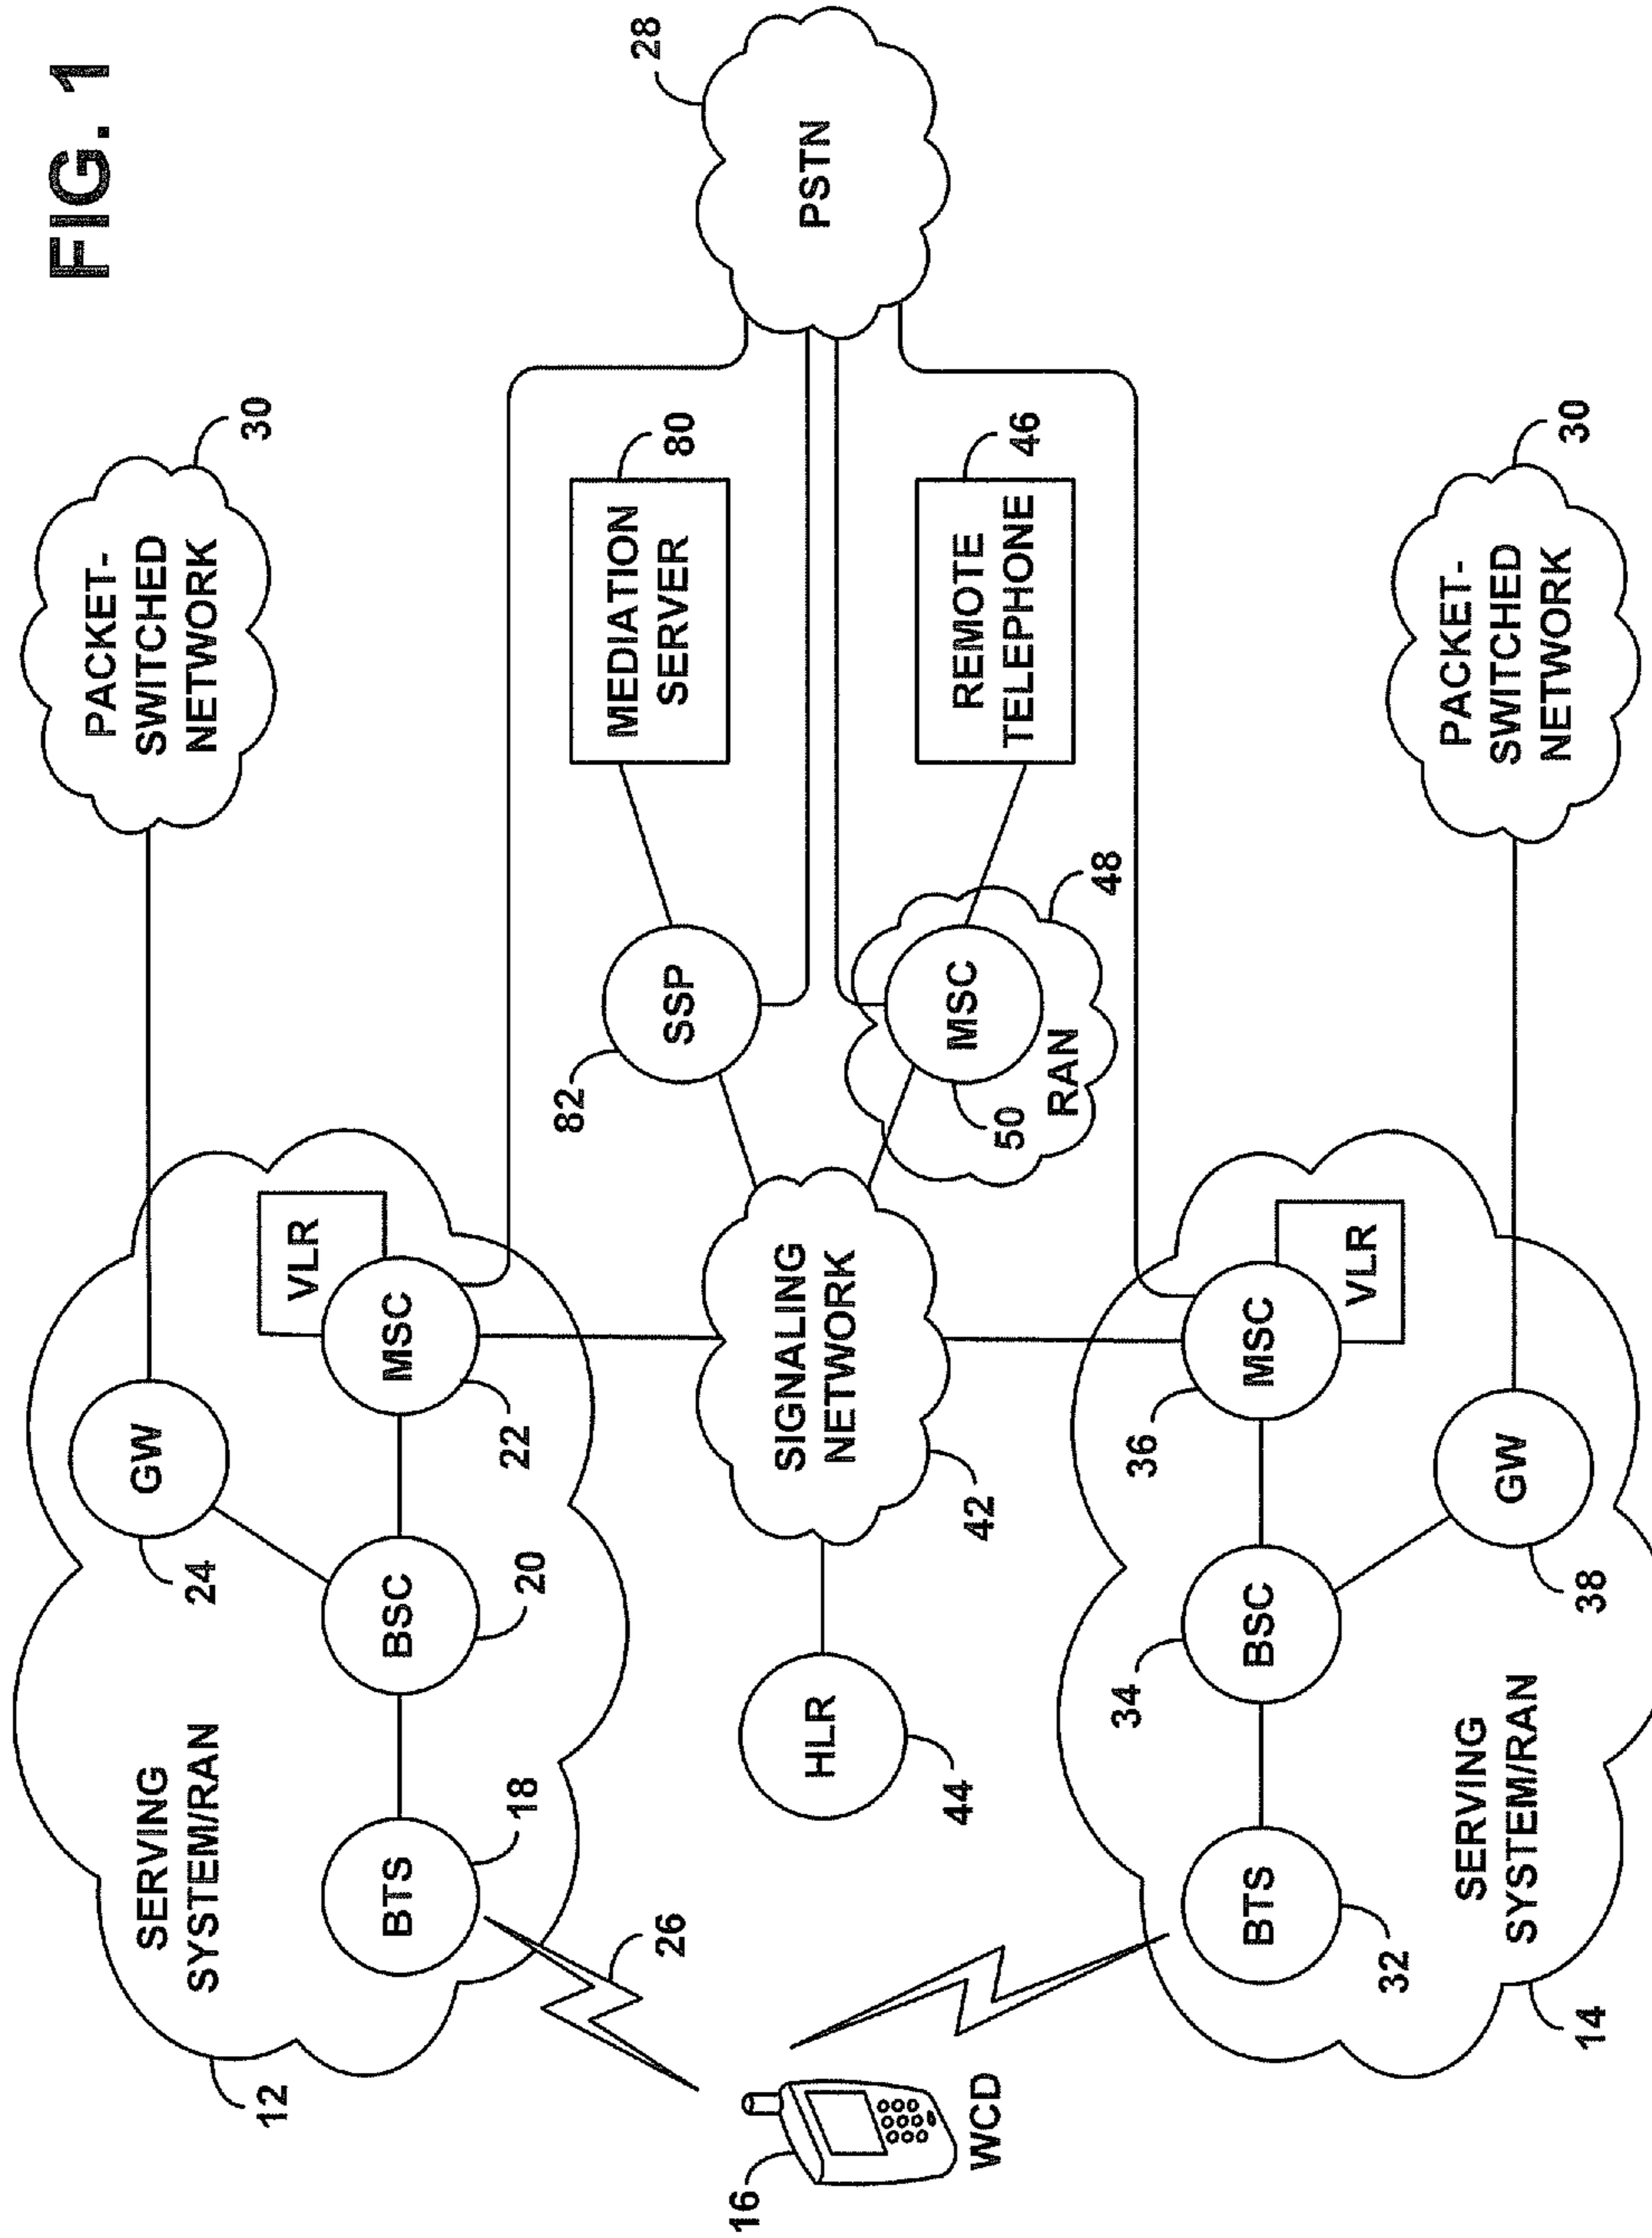 FIG. 1
12
SERVING
SYSTEM/RAN
24
GW
PACKET-
SWITCHED
NETWORK
30
VLR
BTS
18
BSC
20
MSC
22
26
16
WCD
HLR
44
SIGNALING
NETWORK
42
82
SSP
MEDIATION
SERVER
80
MSC
50
RAN
48
REMOTE
TELEPHONE
46
PSTN
28
BTS
32
34
BSC
36
MSC
VLR
SERVING
SYSTEM/RAN
14
GW
38
PACKET-
SWITCHED
NETWORK
30